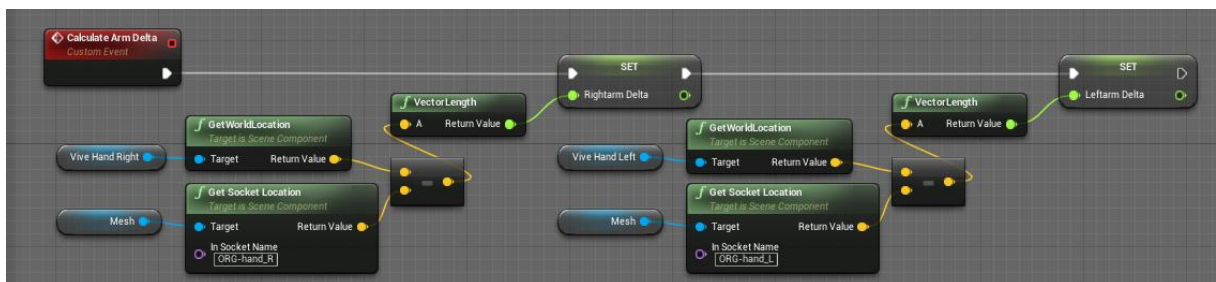 Calculate Arm Delta
Custom Event
SET
Rightarm Delta
f VectorLength
A Return Value
f GetWorldLocation
Target is Scene Component
Target Return Value
Vive Hand Right
f Get Socket Location
Target is Scene Component
Mesh
Target Return Value
In Socket Name
ORG-hand_R
SET
Leftarm Delta
f VectorLength
A Return Value
f GetWorldLocation
Target is Scene Component
Target Return Value
Vive Hand Left
f Get Socket Location
Target is Scene Component
Mesh
Target Return Value
In Socket Name
ORG-hand_L